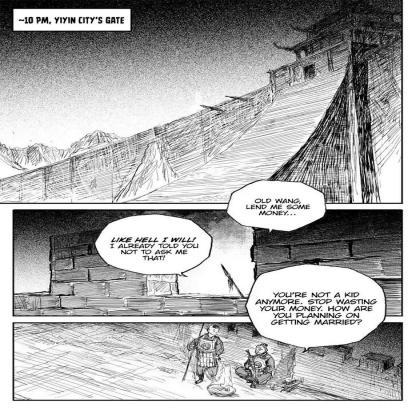 ~10 PM, YIYIN CITY'S GATE
OLD WANG,
LEND ME SOME
MONEY...
LIKE HELL I WILL!
I ALREADY TOLD YOU
NOT TO ASK ME
THAT!
YOU'RE NOT A KID
ANYMORE. STOP WASTING
YOUR MONEY. HOW ARE
YOU PLANNING ON
GETTING MARRIED?